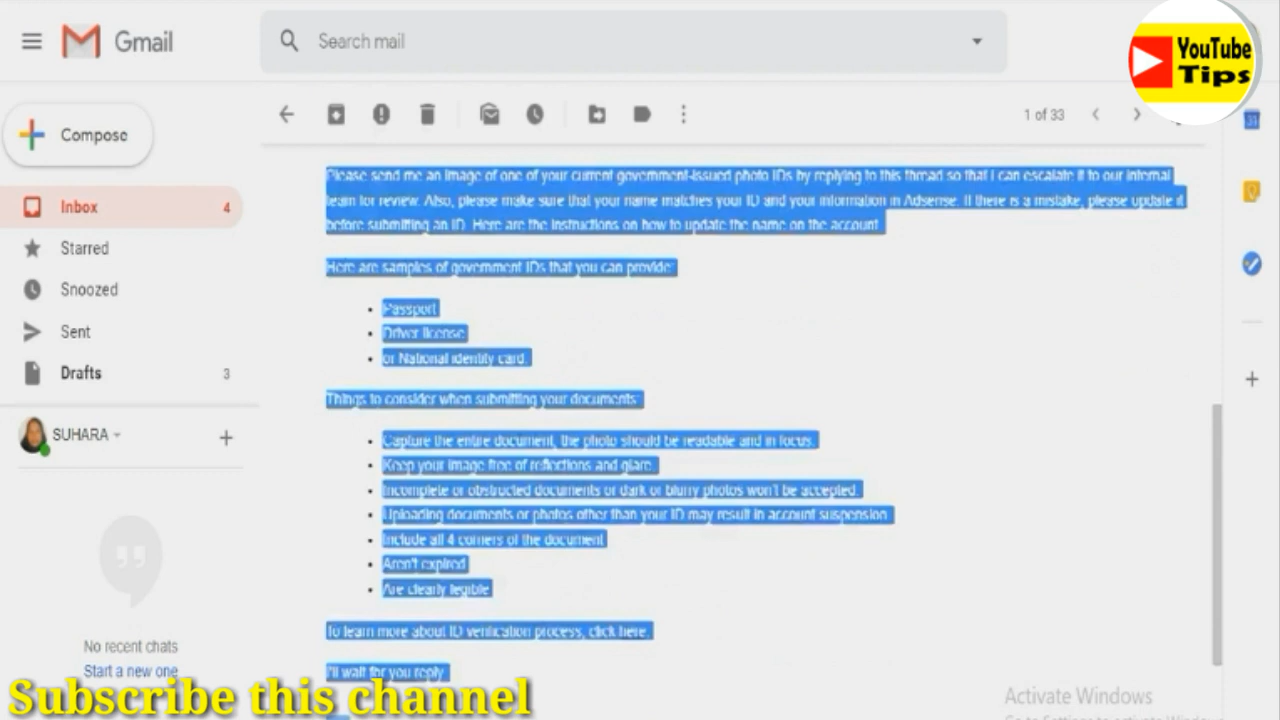 Gmail
Search mail
YouTube
Tips
Compose
1 of 33
31
Inbox 4
Starred
Snoozed
Sent
Drafts 3
SUHARA
No recent chats
Start a new one
Please send me an image of one of your current government-issued photo IDs by replying to this thread so that I can escalate it to our internal
team for review. Also, please make sure that your name matches your ID and your information in Adsense. If there is a mistake, please update it
before submitting an ID. Here are the instructions on how to update the name on the account.
Here are samples of government IDs that you can provide:
Passport
Driver license
or National identity card.
Things to consider when submitting your documents:
Capture the entire document, the photo should be readable and in focus.
Keep your image free of reflections and glare.
Incomplete or obstructed documents or dark or blurry photos won't be accepted.
Uploading documents or photos other than your ID may result in account suspension.
Include all 4 corners of the document
Aren't expired
Are clearly legible
To learn more about ID verification process, click here.
I'll wait for you reply.
Subscribe this channel
Activate Windows
Go to Settings to activate Windows